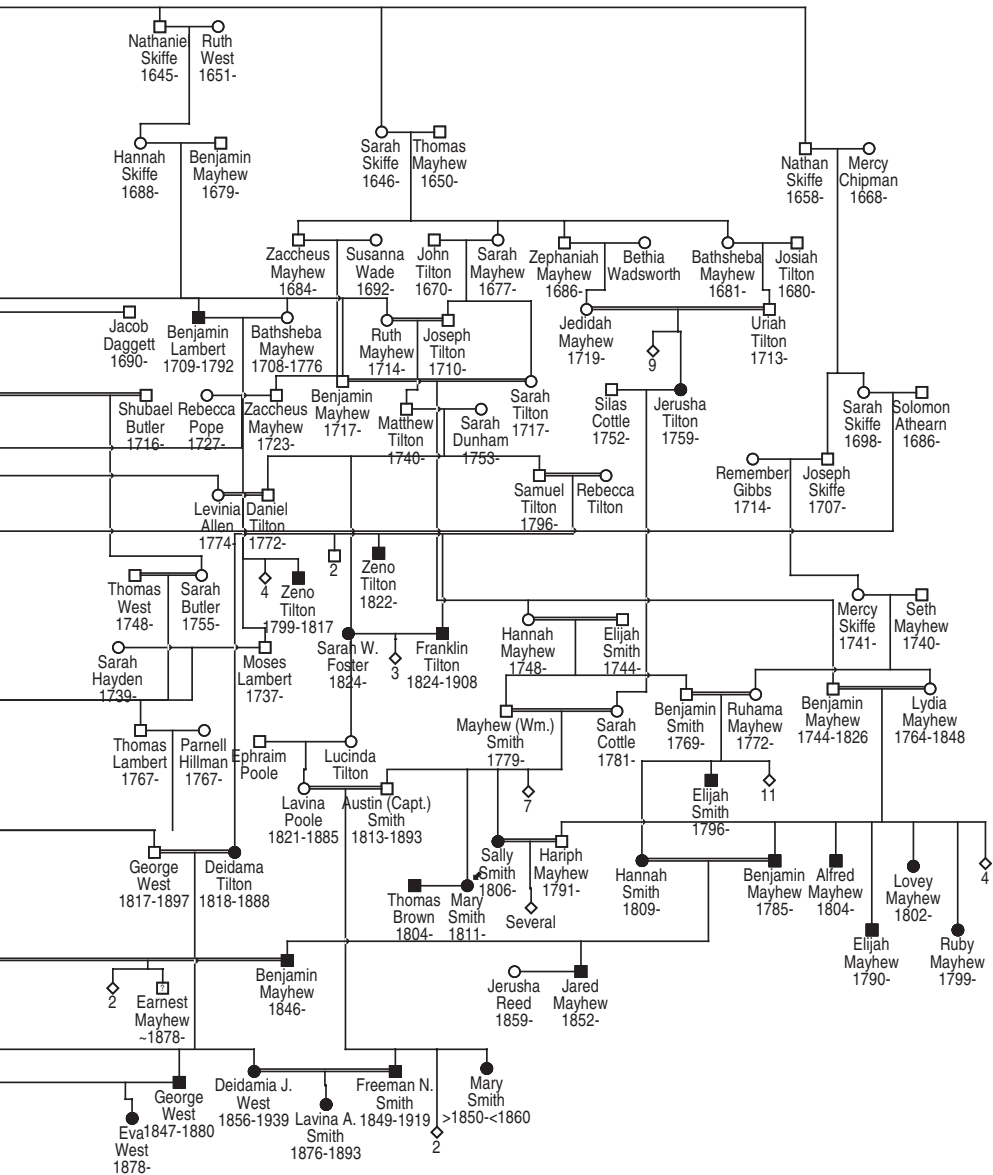 Nathaniel
Skiffe
1645-
Ruth
West
1651-
Hannah
Skiffe
1688-
Benjamin
Mayhew
1679-
Sarah
Skiffe
1646-
Thomas
Mayhew
1650-
Nathan
Skiffe
1658-
Mercy
Chipman
1668-
Zaccheus
Mayhew
1684-
Susanna
Wade
1692-
John
Tilton
1670-
Sarah
Mayhew
1677-
Zephaniah
Mayhew
1686-
Bethia
Wadsworth
Bathsheba
Mayhew
1681-
Josiah
Tilton
1680-
Jacob
Daggett
1690-
Benjamin
Lambert
1709-1792
Bathsheba
Mayhew
1708-1776
Ruth
Mayhew
1714-
Joseph
Tilton
1710-
Jedidah
Mayhew
1719-
9
Uriah
Tilton
1713-
Shubael
Butler
1716-
Rebecca
Pope
1727-
Zaccheus
Mayhew
1723-
Benjamin
Mayhew
1717-
Matthew
Tilton
1740-
Sarah
Dunham
1753-
Sarah
Tilton
1717-
Silas
Cottle
1752-
Jerusha
Tilton
1759-
Sarah
Skiffe
1698-
Solomon
Athearn
1686-
Remember
Gibbs
1714-
Joseph
Skiffe
1707-
Levinia
Allen
1774-
Daniel
Tilton
1772-
Samuel
Tilton
1796-
Rebecca
Tilton
Thomas
West
1748-
Sarah
Butler
1755-
4
Zeno
Tilton
1799-1817
2
Zeno
Tilton
1822-
Mercy
Skiffe
1741-
Seth
Mayhew
1740-
Sarah
Hayden
1739-
Moses
Lambert
1737-
Sarah W.
Foster
1824-
3
Franklin
Tilton
1824-1908
Hannah
Mayhew
1748-
Elijah
Smith
1744-
Thomas
Lambert
1767-
Parnell
Hillman
1767-
Ephraim
Poole
Lucinda
Tilton
Mayhew (Wm.)
Smith
1779-
Sarah
Cottle
1781-
Benjamin
Smith
1769-
Ruhama
Mayhew
1772-
Benjamin
Mayhew
1744-1826
Lydia
Mayhew
1764-1848
Lavina
Poole
1821-1885
Austin (Capt.)
Smith
1813-1893
7
Elijah
Smith
1796-
11
George
West
1817-1897
Deidama
Tilton
1818-1888
Thomas
Brown
1804-
Mary
Smith
1811-
Sally
Smith
1806-
Hariph
Mayhew
1791-
Several
Hannah
Smith
1809-
Benjamin
Mayhew
1785-
Alfred
Mayhew
1804-
Elijah
Mayhew
1790-
Lovey
Mayhew
1802-
Ruby
Mayhew
1799-
4
2
?
Earnest
Mayhew
~1878-
Benjamin
Mayhew
1846-
Jerusha
Reed
1859-
Jared
Mayhew
1852-
Eva
West
1878-
George
West
1847-1880
Deidamia J.
West
1856-1939
Lavina A.
Smith
1876-1893
Freeman N.
Smith
1849-1919
2
Mary
Smith
>1850-<1860